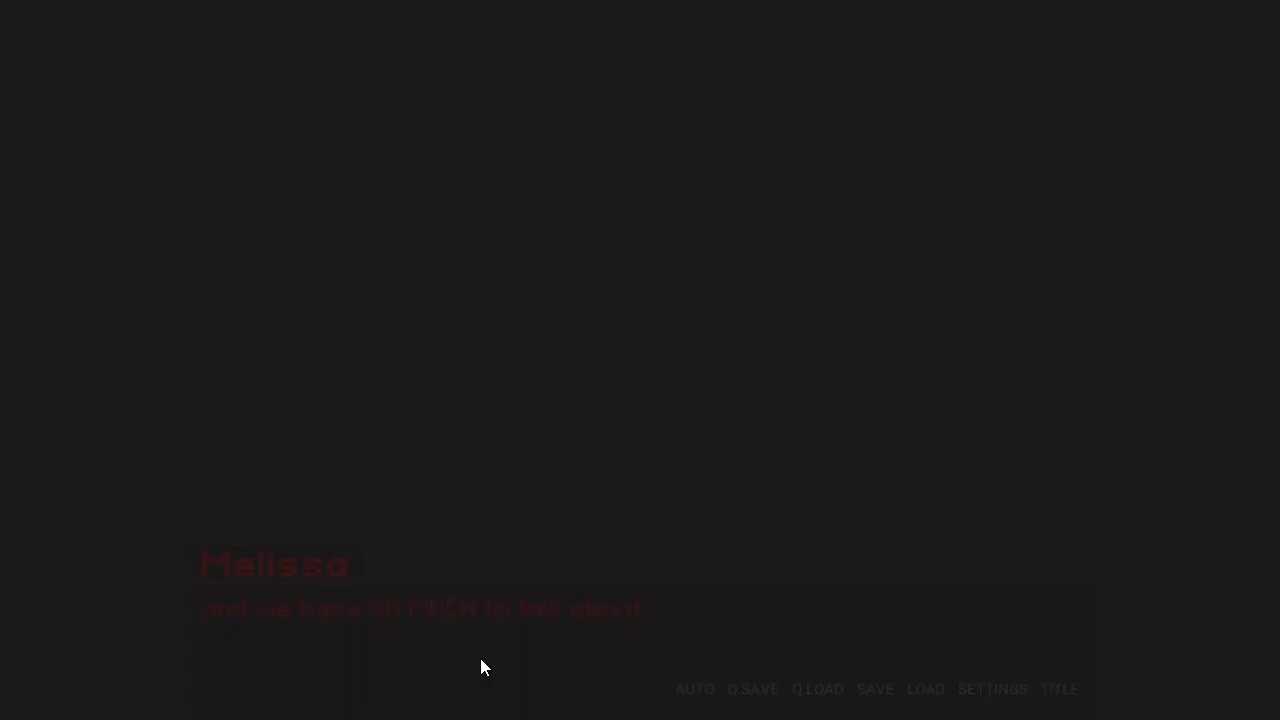 Melissa
and we have SO MUCH to talk about
AUTO Q.SAVE Q.LOAD SAVE LOAD SETTINGS TITLE